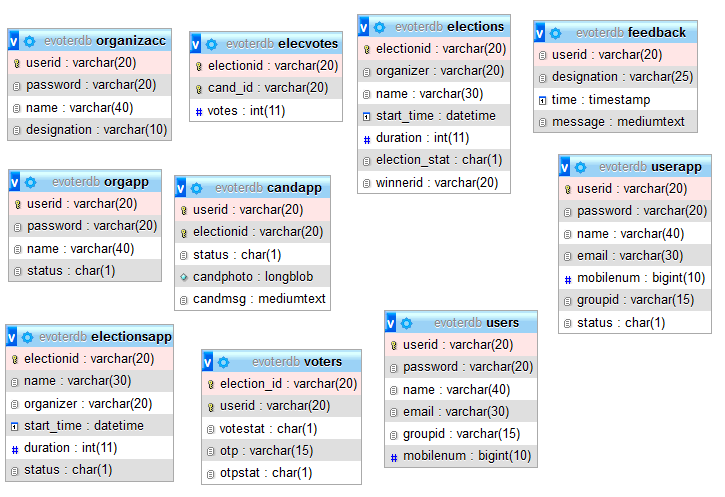 evoterdb organizacc
userid : varchar(20)
password : varchar(20)
name : varchar(40)
designation : varchar(10)
evoterdb elecvotes
electionid : varchar(20)
cand_id : varchar(20)
# votes : int(11)
evoterdb elections
electionid : varchar(20)
organizer : varchar(20)
name : varchar(30)
start_time : datetime
# duration : int(11)
election_stat : char(1)
winnerid : varchar(20)
evoterdb feedback
userid : varchar(20)
designation : varchar(25)
time : timestamp
message : mediumtext
evoterdb orgapp
userid : varchar(20)
password : varchar(20)
name : varchar(40)
status : char(1)
evoterdb candapp
userid : varchar(20)
electionid : varchar(20)
status : char(1)
candphoto : longblob
candmsg : mediumtext
evoterdb userapp
userid : varchar(20)
password : varchar(20)
name : varchar(40)
email : varchar(30)
# mobilenum : bigint(10)
groupid : varchar(15)
status : char(1)
evoterdb electionsapp
electionid : varchar(20)
name : varchar(30)
organizer : varchar(20)
start_time : datetime
# duration : int(11)
status : char(1)
evoterdb voters
election_id : varchar(20)
userid : varchar(20)
votestat : char(1)
otp : varchar(15)
otpstat : char(1)
evoterdb users
userid : varchar(20)
password : varchar(20)
name : varchar(40)
email : varchar(30)
groupid : varchar(15)
# mobilenum : bigint(10)